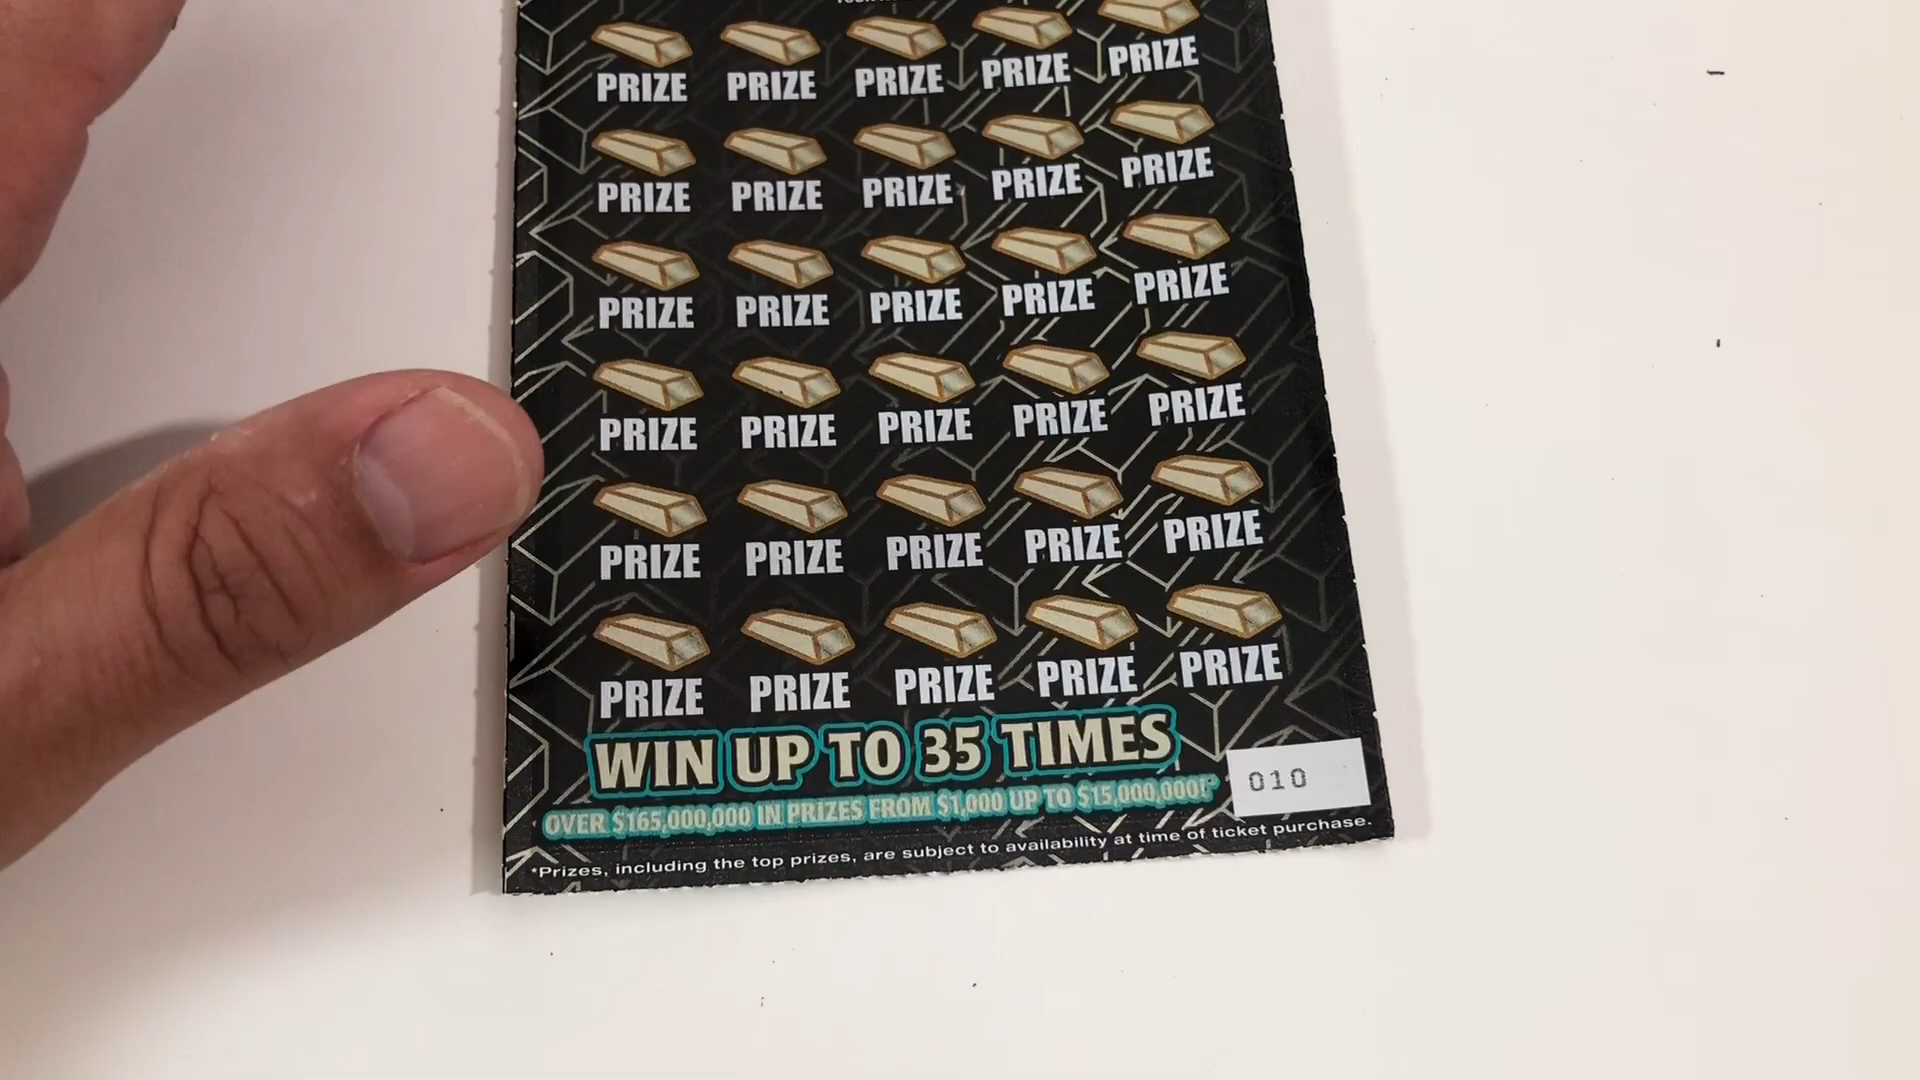 PRIZE PRIZE PRIZE PRIZE PRIZE
PRIZE PRIZE PRIZE PRIZE PRIZE
PRIZE PRIZE PRIZE PRIZE PRIZE
PRIZE PRIZE PRIZE PRIZE PRIZE
PRIZE PRIZE PRIZE PRIZE PRIZE
PRIZE PRIZE PRIZE PRIZE PRIZE
WIN UP TO 35 TIMES
010
OVER $165,000,000 IN PRIZES FROM $1,000 UP TO $15,000,000!*
*Prizes, including the top prizes, are subject to availability at time of ticket purchase.